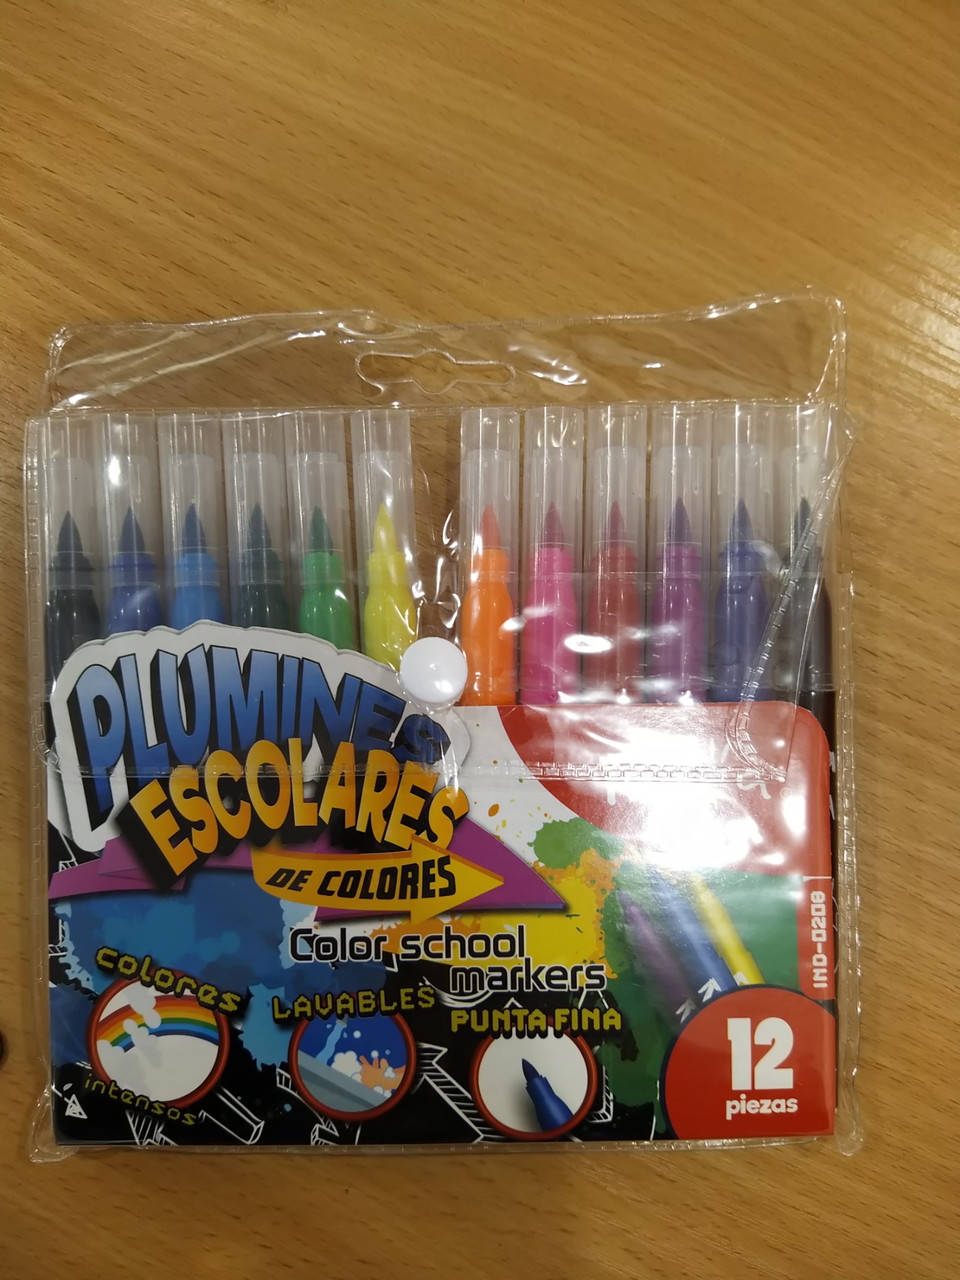 PLUMINES
ESCOLARES
DE COLORES
Color school
markers
colores
intensos
LAVABLES
PUNTA FINA
IND-0208
12
piezas